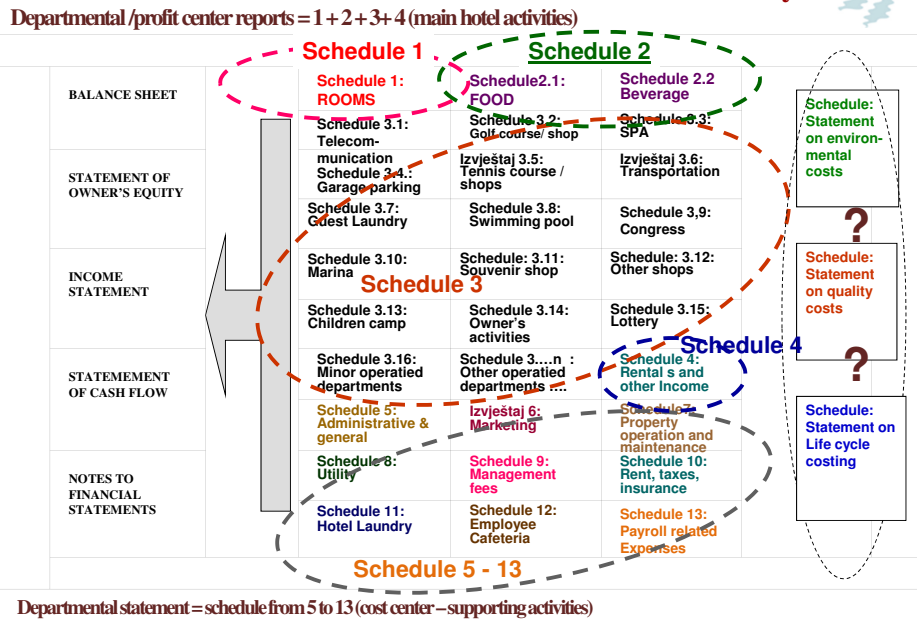 Departmental /profit center reports = 1 + 2 + 3+ 4 (main hotel activities)
Schedule 1
Schedule 2
BALANCE SHEET
STATEMENT OF
OWNER'S EQUITY
INCOME
STATEMENT
STATEMEMENT
OF CASH FLOW
NOTES TO
FINANCIAL
STATEMENTS
Schedule 1:
ROOMS
Schedule2.1:
FOOD
Schedule 2.2
Beverage
Schedule 3.1:
Telecom-
munication
Schedule 3.2:
Golf course/ shop
Schedule 3.3:
SPA
Schedule 3.4.:
Garage parking
Izvještaj 3.5:
Tennis course /
shops
Izvještaj 3.6:
Transportation
Schedule 3.7:
Guest Laundry
Schedule 3.8:
Swimming pool
Schedule 3,9:
Congress
Schedule 3.10:
Marina
Schedule: 3.11:
Souvenir shop
Schedule: 3.12:
Other shops
Schedule 3
Schedule 3.13:
Children camp
Schedule 3.14:
Owner's
activities
Schedule 3.15:
Lottery
Schedule 4
Schedule 3.16:
Minor operatied
departments
Schedule 3….n :
Other operatied
departments ….
Schedule 4:
Rental s and
other Income
Schedule 5:
Administrative &
general
Izvještaj 6:
Marketing
Schedule7
Property
operation and
maintenance
Schedule 8:
Utility
Schedule 9:
Management
fees
Schedule 10:
Rent, taxes,
insurance
Schedule 11:
Hotel Laundry
Schedule 12:
Employee
Cafeteria
Schedule 13:
Payroll related
Expenses
Schedule 5 - 13
Schedule:
Statement
on environ-
mental
costs
?
Schedule:
Statement
on quality
costs
?
Schedule:
Statement on
Life cycle
costing
Departmental statement = schedule from 5 to 13 (cost center – supporting activities)